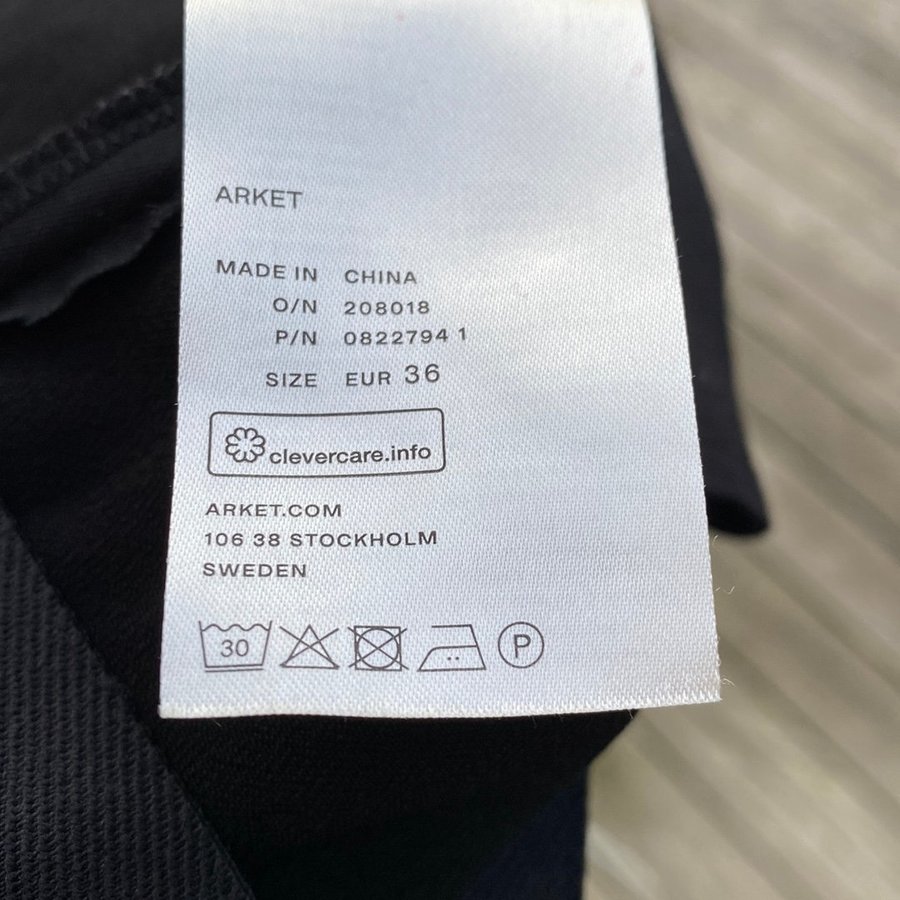 ARKET
MADE IN CHINA
O/N 208018
P/N 0822794 1
SIZE EUR 36
clevercare.info
ARKET.COM
106 38 STOCKHOLM
SWEDEN
30 P